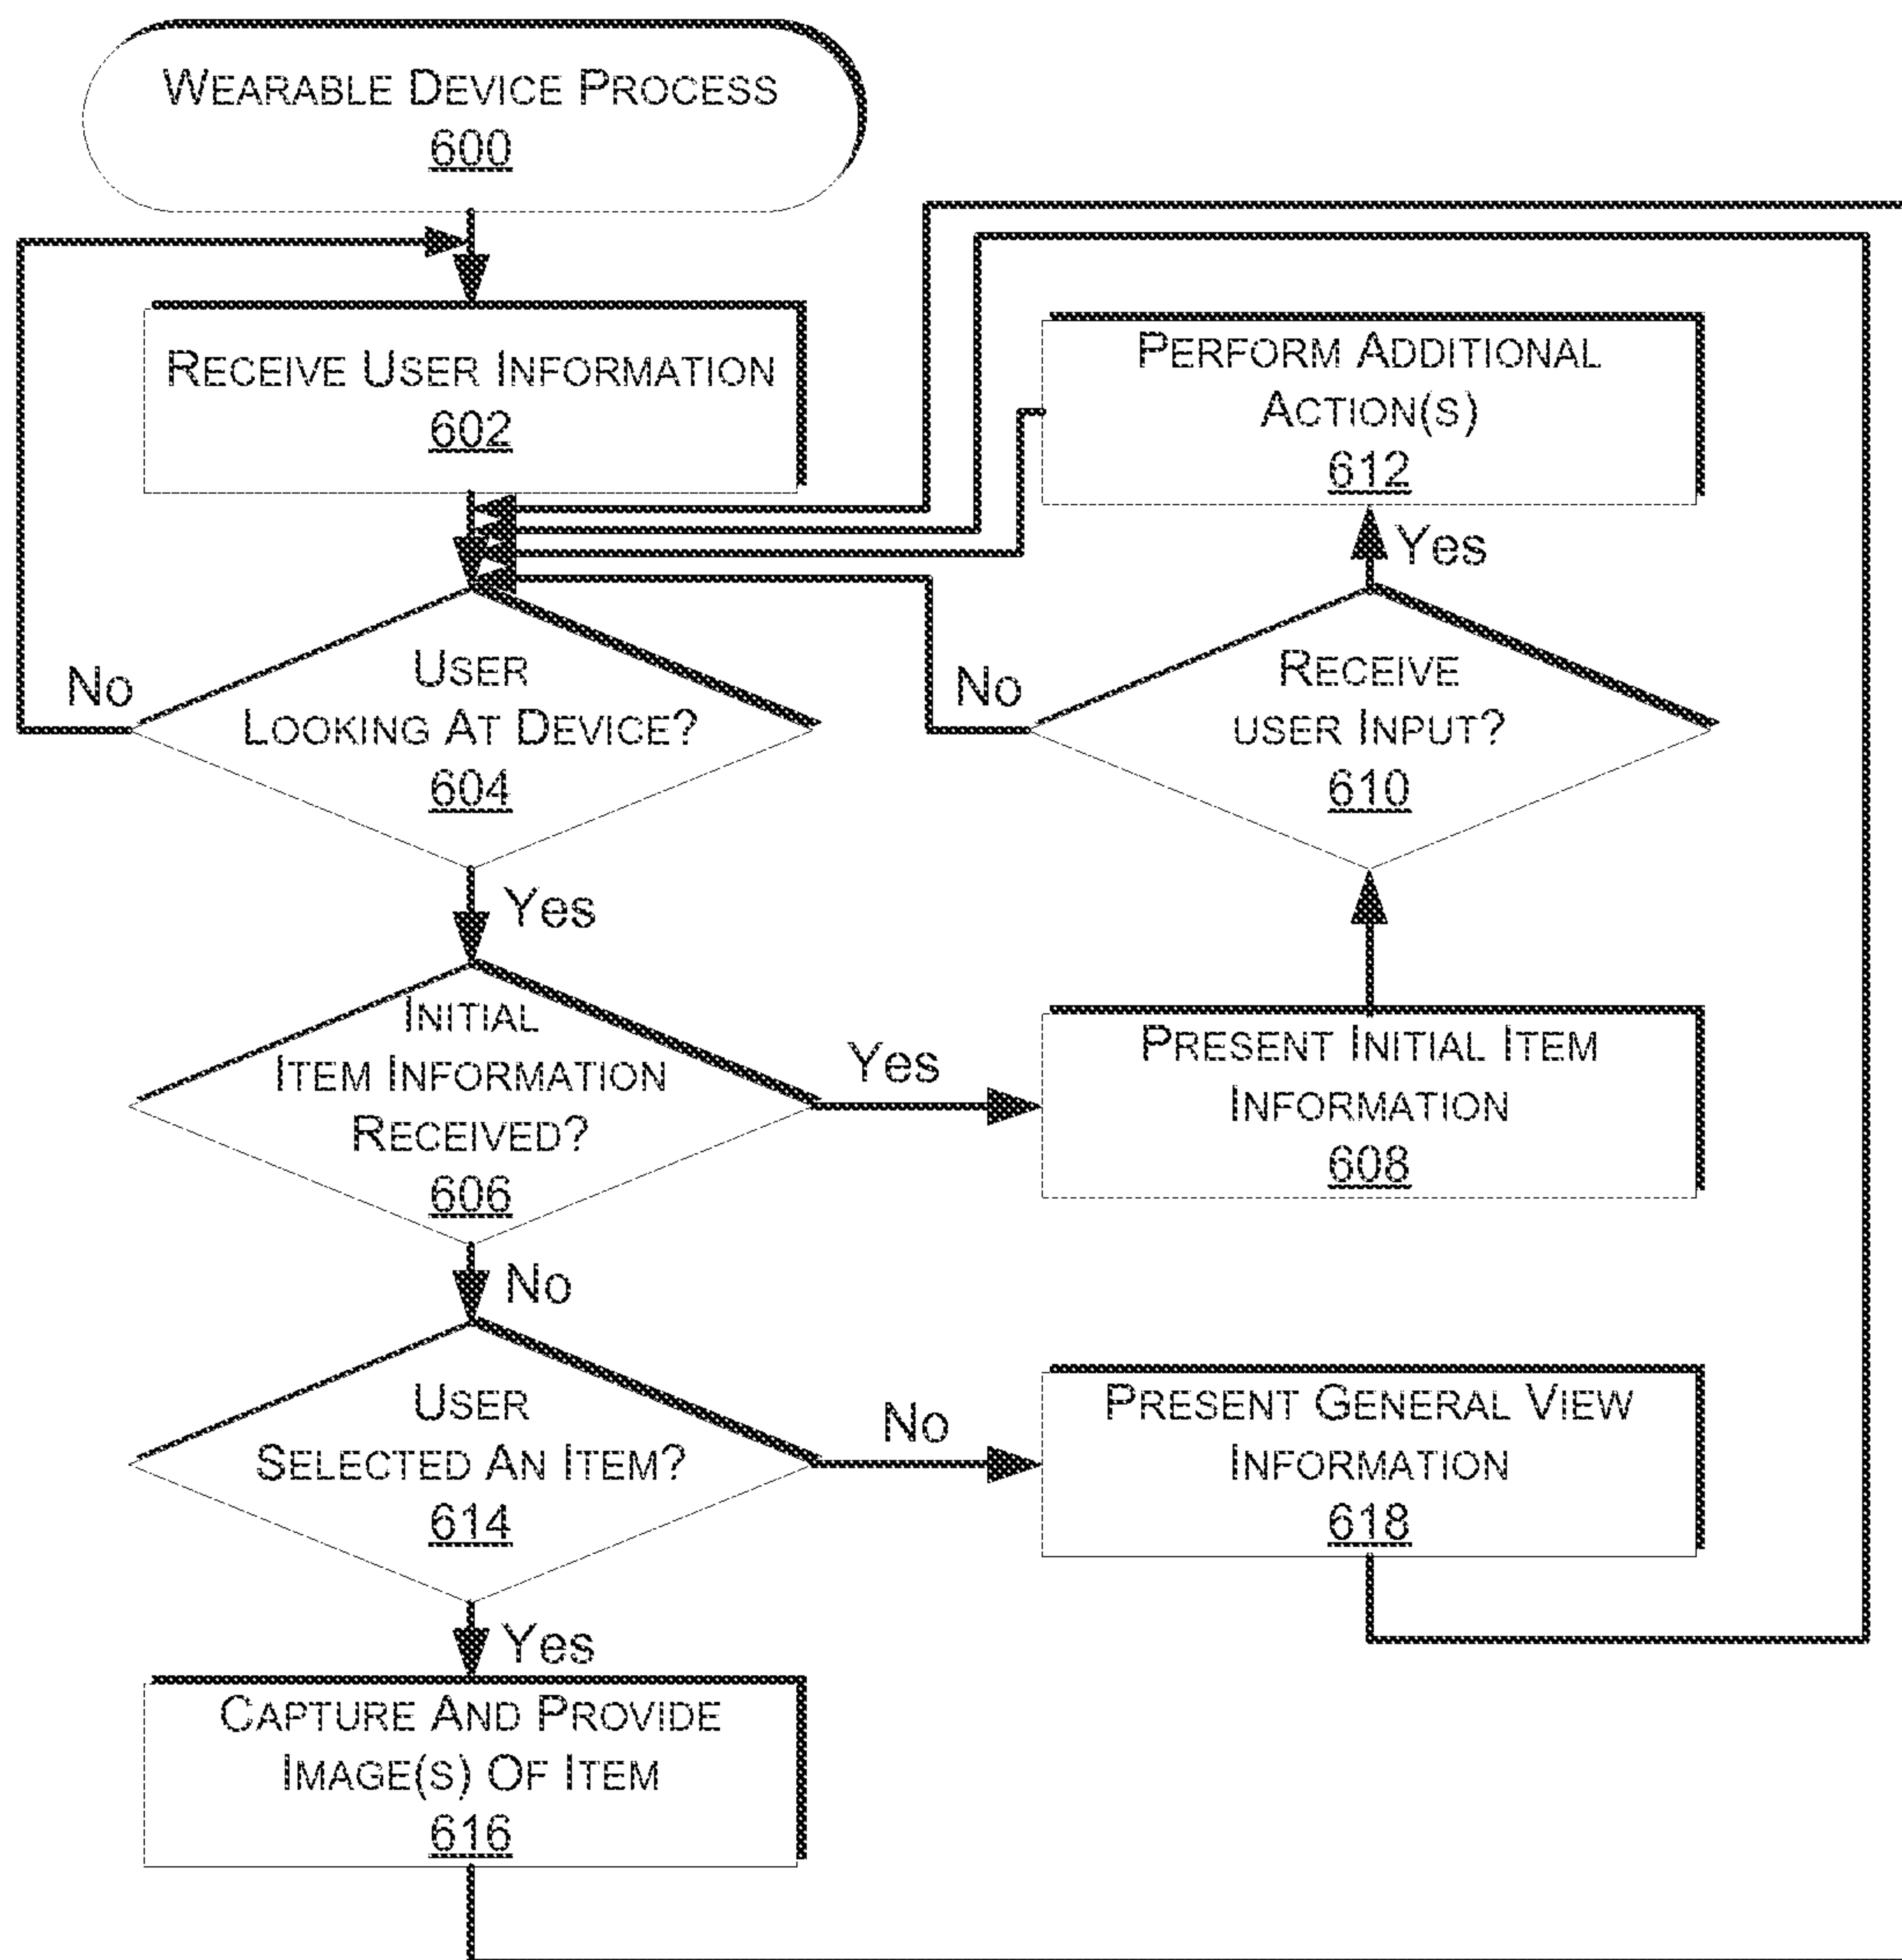 WEARABLE DEVICE PROCESS
600
RECEIVE USER INFORMATION
602
PERFORM ADDITIONAL
ACTION(S)
612
Yes
No
USER
LOOKING AT DEVICE?
604
No
RECEIVE
USER INPUT?
610
Yes
INITIAL
ITEM INFORMATION
RECEIVED?
606
Yes
PRESENT INITIAL ITEM
INFORMATION
608
No
USER
SELECTED AN ITEM?
614
No
PRESENT GENERAL VIEW
INFORMATION
618
Yes
CAPTURE AND PROVIDE
IMAGE(S) OF ITEM
616